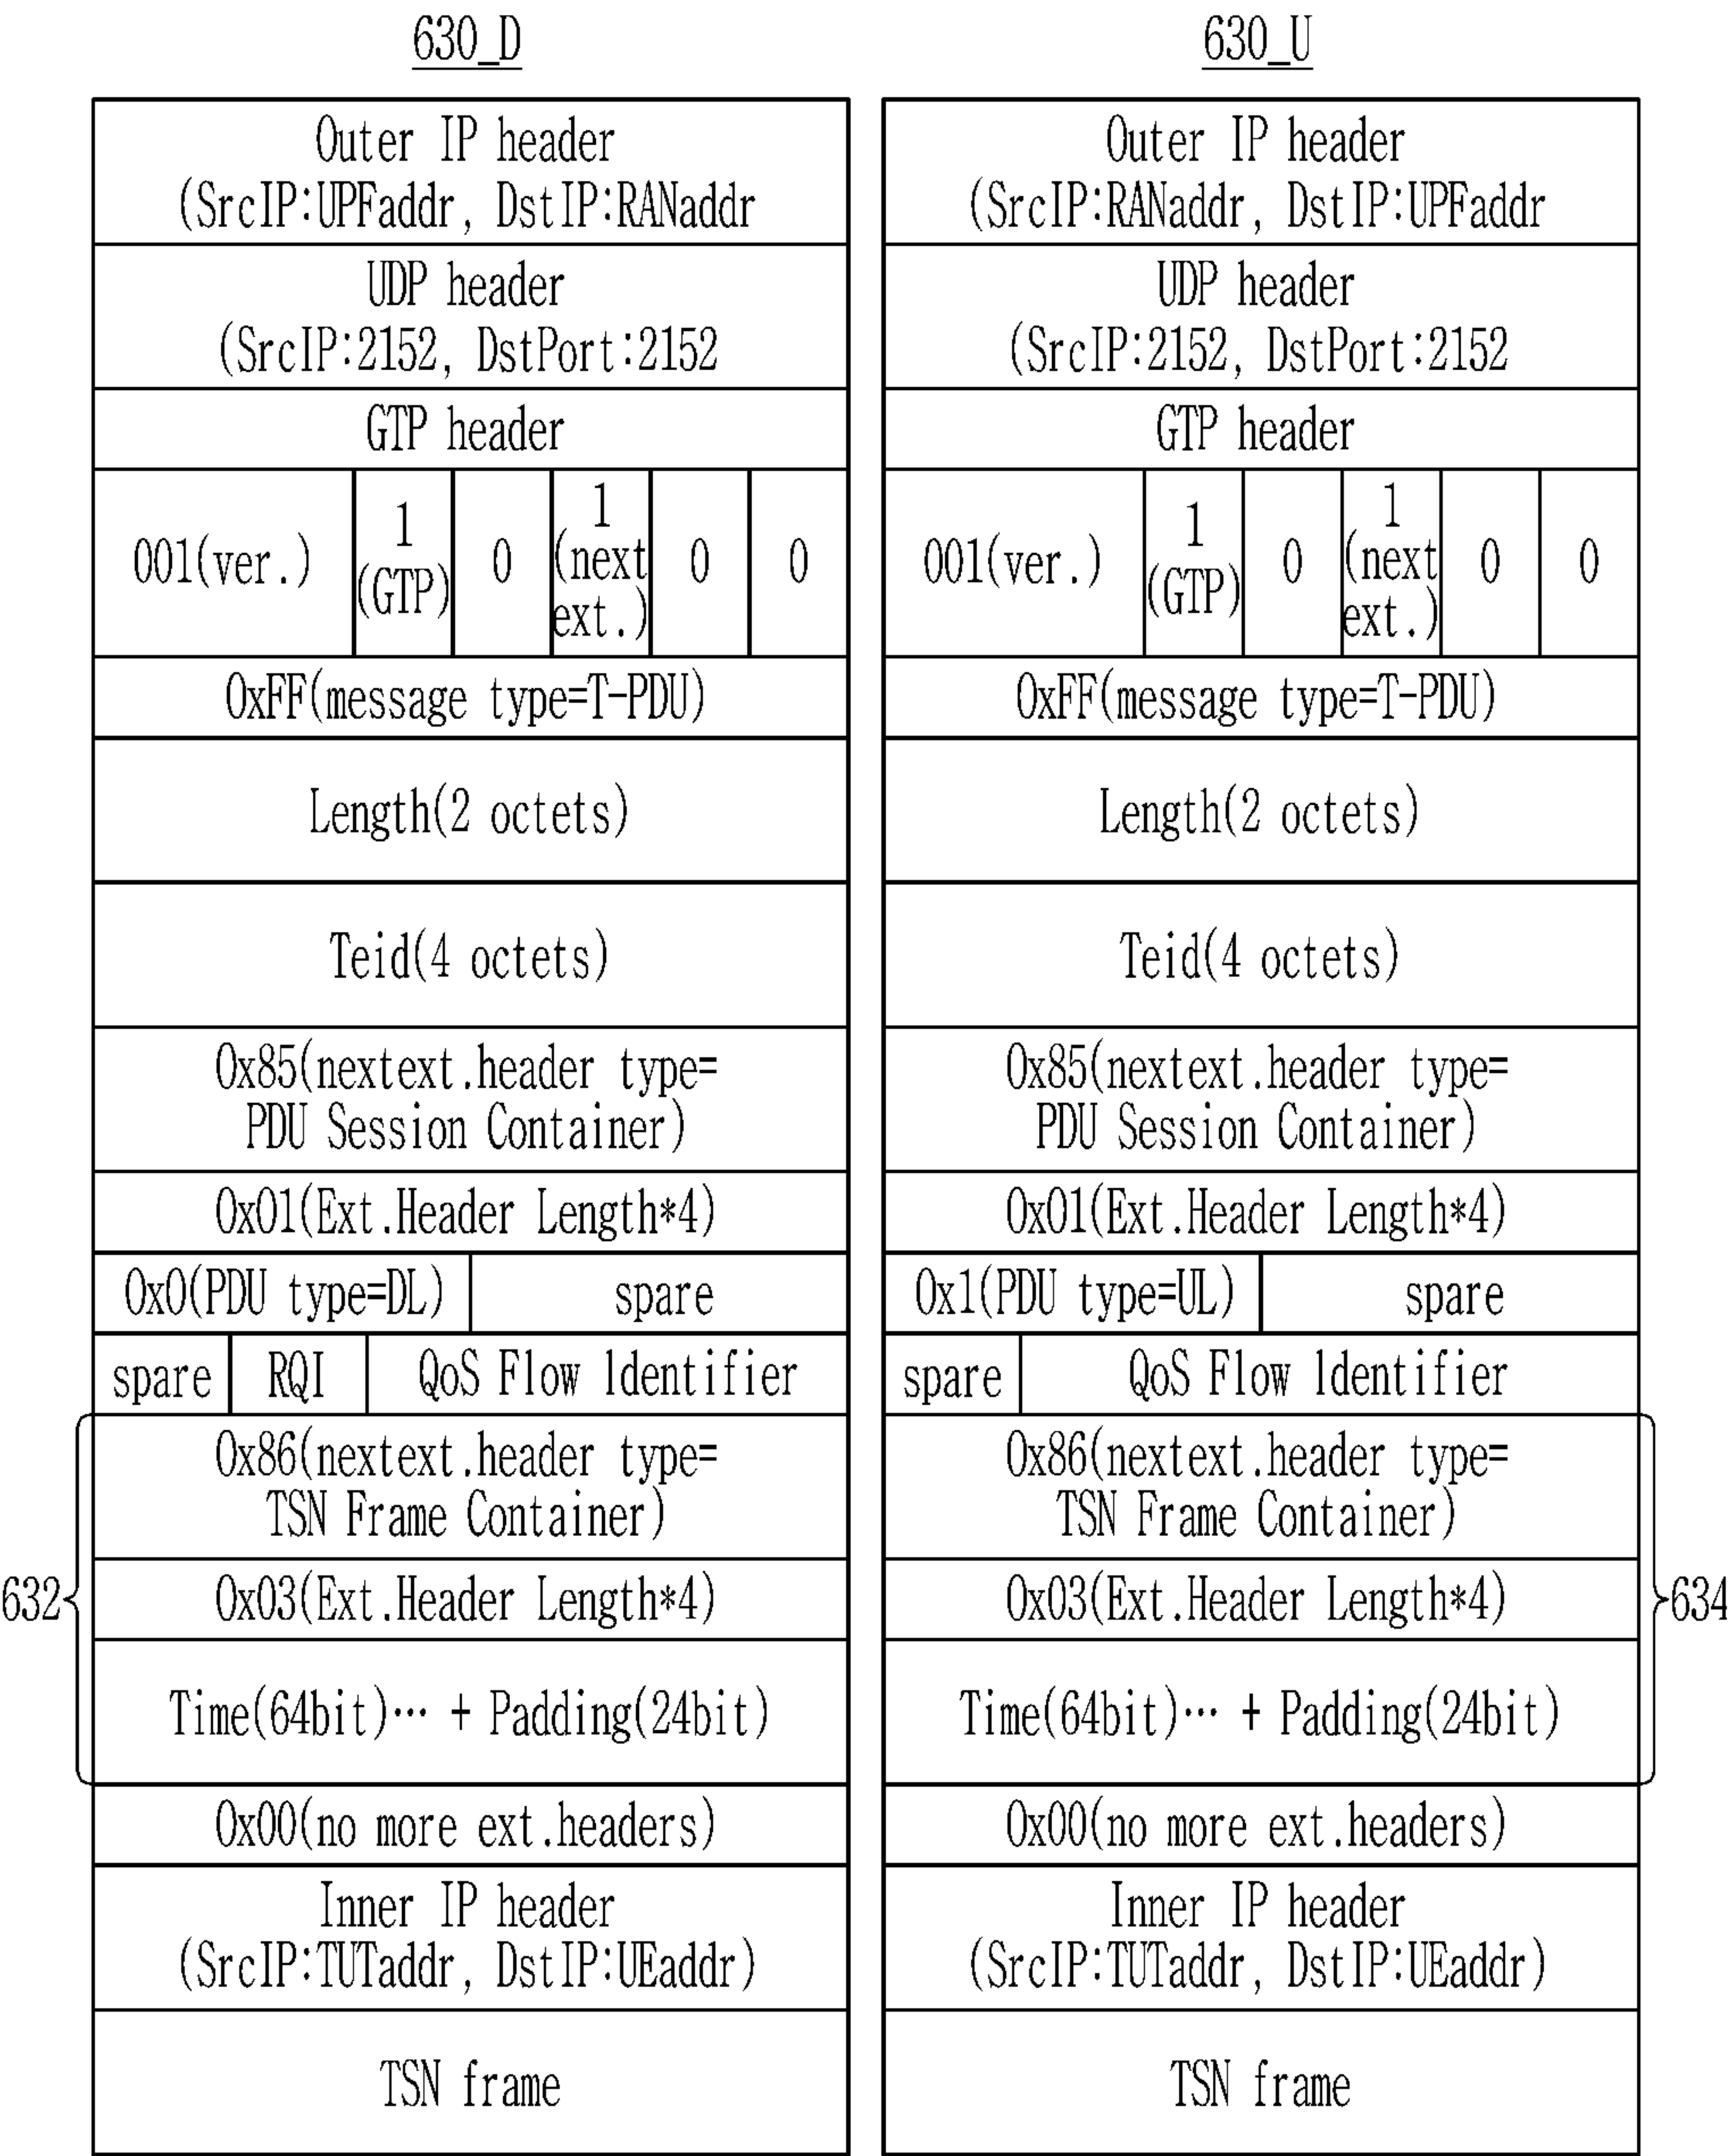 630_D
Outer IP header
(SrcIP:UPFaddr, DstIP:RANaddr
UDP header
(SrcIP:2152, DstPort:2152
GTP header
001(ver.)
1
(GTP)
0
1
(next
ext.)
0
0
0xFF(message type=T-PDU)
Length(2 octets)
Teid(4 octets)
0x85(nextext.header type=
PDU Session Container)
0x01(Ext.Header Length*4)
0x0(PDU type=DL)
spare
spare
RQI
QoS Flow ldentifier
0x86(nextext.header type=
TSN Frame Container)
0x03(Ext.Header Length*4)
Time(64bit)… + Padding(24bit)
632
0x00(no more ext.headers)
Inner IP header
(SrcIP:TUTaddr, DstIP:UEaddr)
TSN frame
630_U
Outer IP header
(SrcIP:RANaddr, DstIP:UPFaddr
UDP header
(SrcIP:2152, DstPort:2152
GTP header
001(ver.)
1
(GTP)
0
1
(next
ext.)
0
0
0xFF(message type=T-PDU)
Length(2 octets)
Teid(4 octets)
0x85(nextext.header type=
PDU Session Container)
0x01(Ext.Header Length*4)
0x1(PDU type=UL)
spare
spare
QoS Flow ldentifier
0x86(nextext.header type=
TSN Frame Container)
0x03(Ext.Header Length*4)
Time(64bit)… + Padding(24bit)
634
0x00(no more ext.headers)
Inner IP header
(SrcIP:TUTaddr, DstIP:UEaddr)
TSN frame